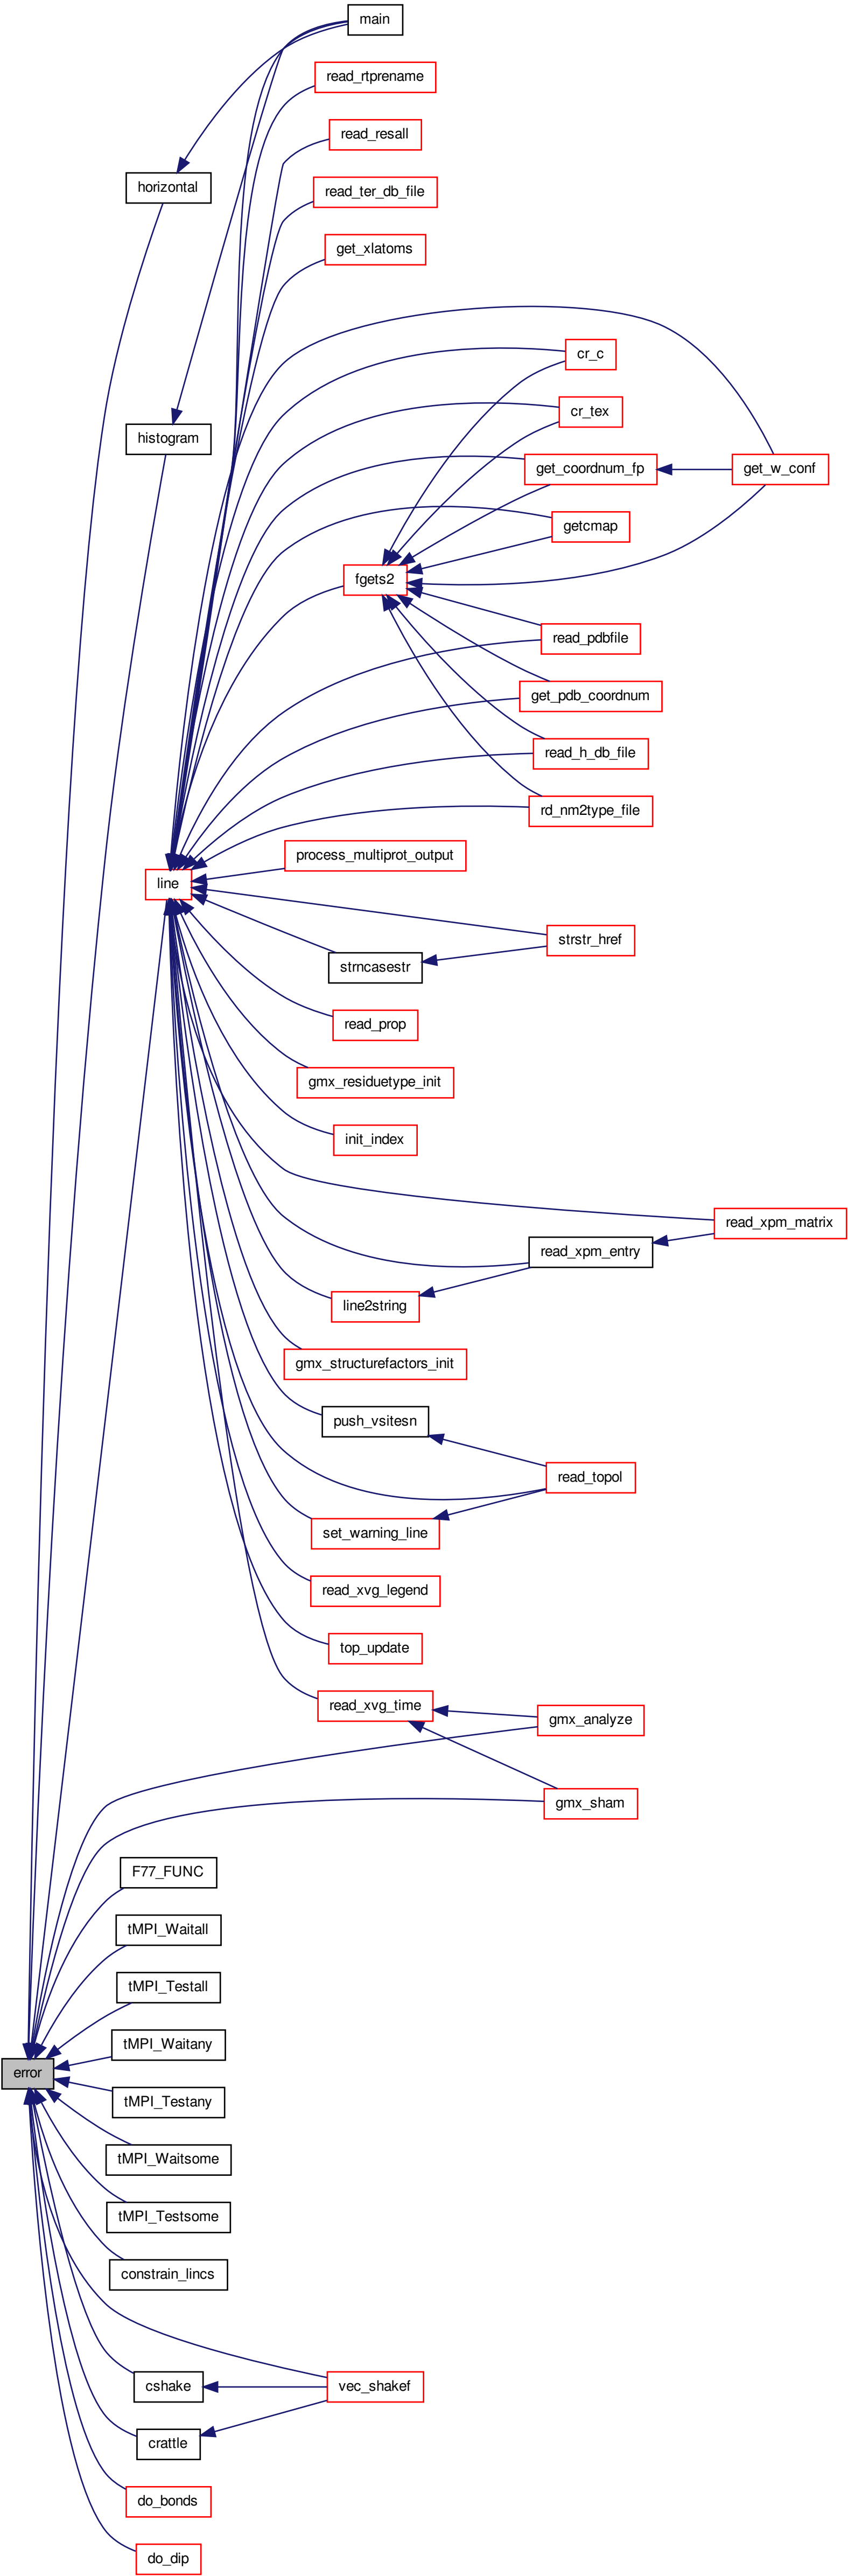 main
read_rtprename
read_resall
horizontal
read_ter_db_file
get_xlatoms
cr_c
cr_tex
histogram
get_coordnum_fp
get_w_conf
getcmap
fgets2
read_pdbfile
get_pdb_coordnum
read_h_db_file
rd_nm2type_file
process_multiprot_output
line
strstr_href
strncasestr
read_prop
gmx_residuetype_init
init_index
read_xpm_matrix
read_xpm_entry
line2string
gmx_structurefactors_init
push_vsitesn
read_topol
set_warning_line
read_xvg_legend
top_update
read_xvg_time
gmx_analyze
gmx_sham
F77_FUNC
tMPI_Waitall
tMPI_Testall
tMPI_Waitany
error
tMPI_Testany
tMPI_Waitsome
tMPI_Testsome
constrain_lincs
cshake
vec_shakef
crattle
do_bonds
do_dip